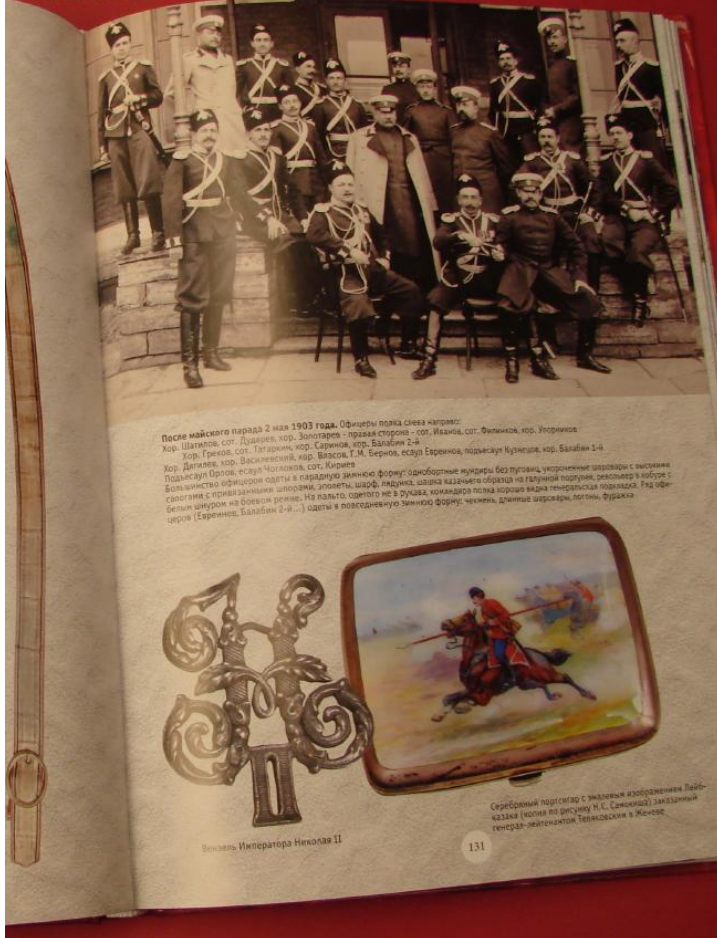 После майского парада 2 мая 1903 года. Офицеры полка слева направо:
Хор. Шатилов, сот. Дударев, хор. Золотарев - правая сторона - сот. Иванов, сот. Филинков, хор. Упорников
Хор. Греков, сот. Татаркин, хор. Саринов, хор. Балабин 2-й
Хор. Дягилев, хор. Василевский, хор. Власов, Г.М. Бернов, есаул Евреинов, подъесаул Кузнецов, хор. Балабин 1-й
Подъесаул Орлов, есаул Чоглоков, сот. Кириев
Большинство офицеров одеты в парадную зимнюю форму: однобортные мундиры без пуговиц, укороченные шаровары с высокими
сапогами с привязанными шпорами, эполеты, шарф, лядунка, шашка казачьего образца на галунной портупее, револьвер в кобуре с
белым шнуром на боевом ремне. На пальто, одетого не в рукава, командира полка хорошо видна генеральская подкладка. Ряд офи-
церов (Евреинов, Балабин 2-й...) одеты в повседневную зимнюю форму: чекмень, длинные шаровары, погоны, фуражка
II
Серебряный портсигар с эмалевым изображением Лейб-
казака (копия по рисунку Н.С. Самокиша) заказанный
генерал-лейтенантом Теляковским в Женеве
Вензель Императора Николая II
131